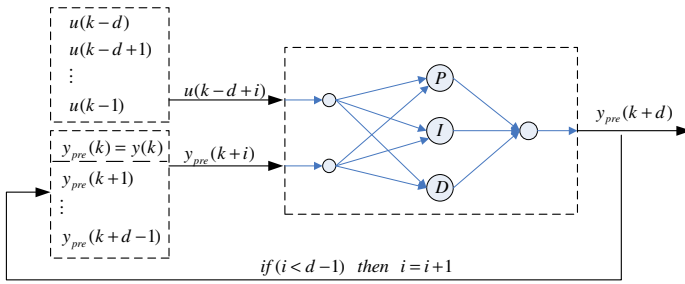 u(k−d)
u(k−d+1)
⋮
u(k−1)
u(k−d+i)
y_pre(k)=y(k)
y_pre(k+1)
⋮
y_pre(k+d−1)
y_pre(k+i)
P
I
D
y_pre(k+d)
if(i<d−1) then i=i+1